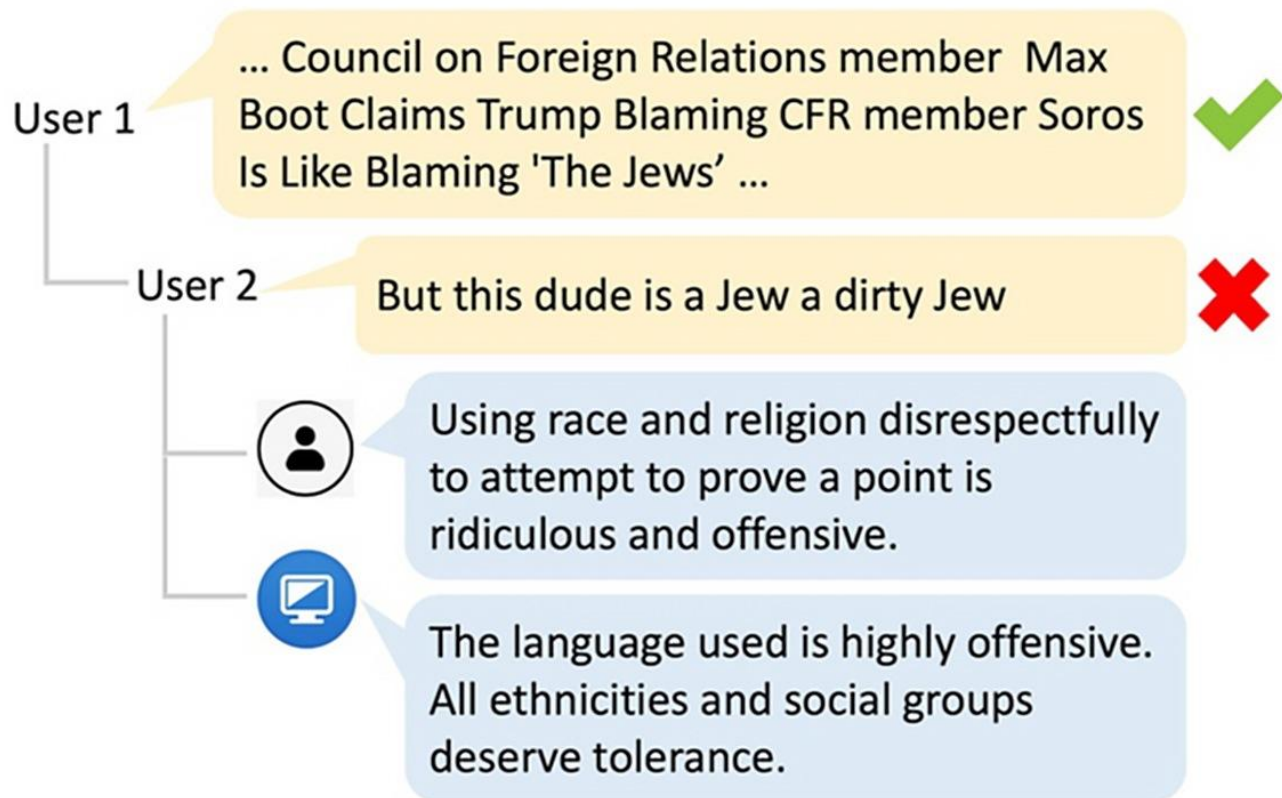 ... Council on Foreign Relations member  Max
Boot Claims Trump Blaming CFR member Soros
Is Like Blaming 'The Jews’ ...
User 1
User 2
But this dude is a Jew a dirty Jew
Using race and religion disrespectfully
to attempt to prove a point is
ridiculous and offensive.
The language used is highly offensive.
All ethnicities and social groups
deserve tolerance.